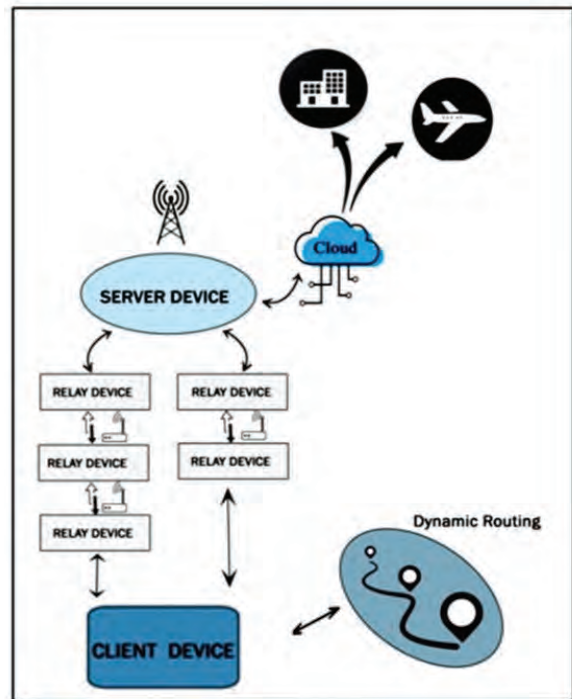 Cloud
SERVER DEVICE
RELAY DEVICE RELAY DEVICE
RELAY DEVICE RELAY DEVICE
RELAY DEVICE
Dynamic Routing
CLIENT DEVICE